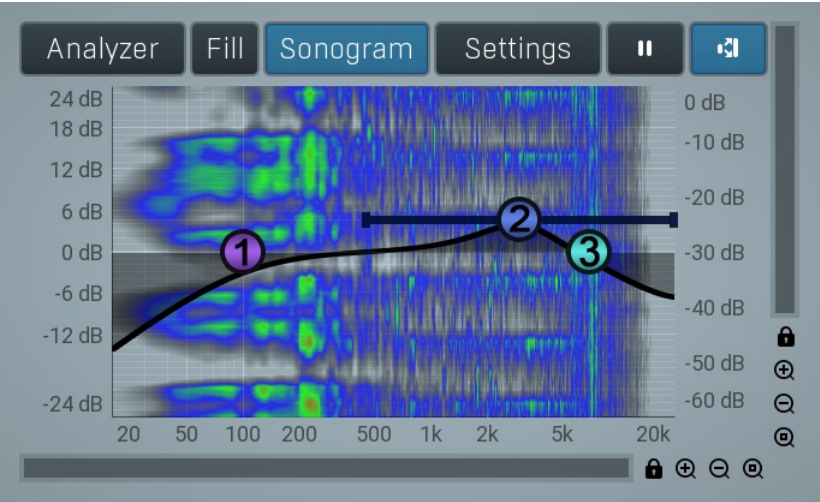 Analyzer Fill Sonogram Settings
24 dB 0 dB
18 dB -10 dB
12 dB -20 dB
6 dB 2
0 dB 1 3 -30 dB
-6 dB -40 dB
-12 dB -50 dB
-24 dB -60 dB
20 50 100 200 500 1k 2k 5k 20k